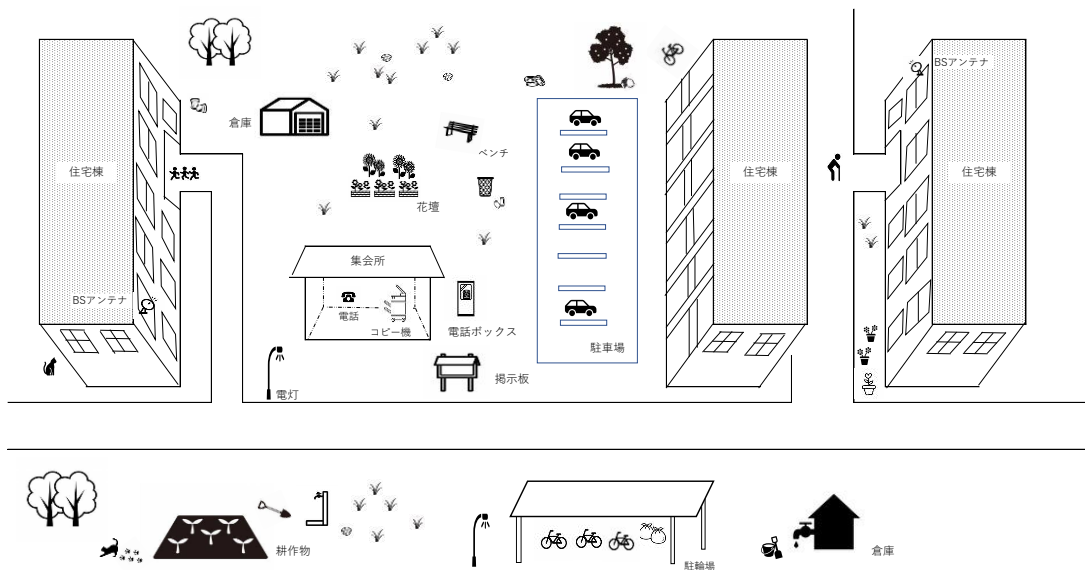 BSアンテナ
倉庫
ベンチ
住宅棟
住宅棟
住宅棟
花壇
集会所
BSアンテナ
電話
コピー機
電話ボックス
駐車場
掲示板
電灯
耕作物
倉庫
駐輪場